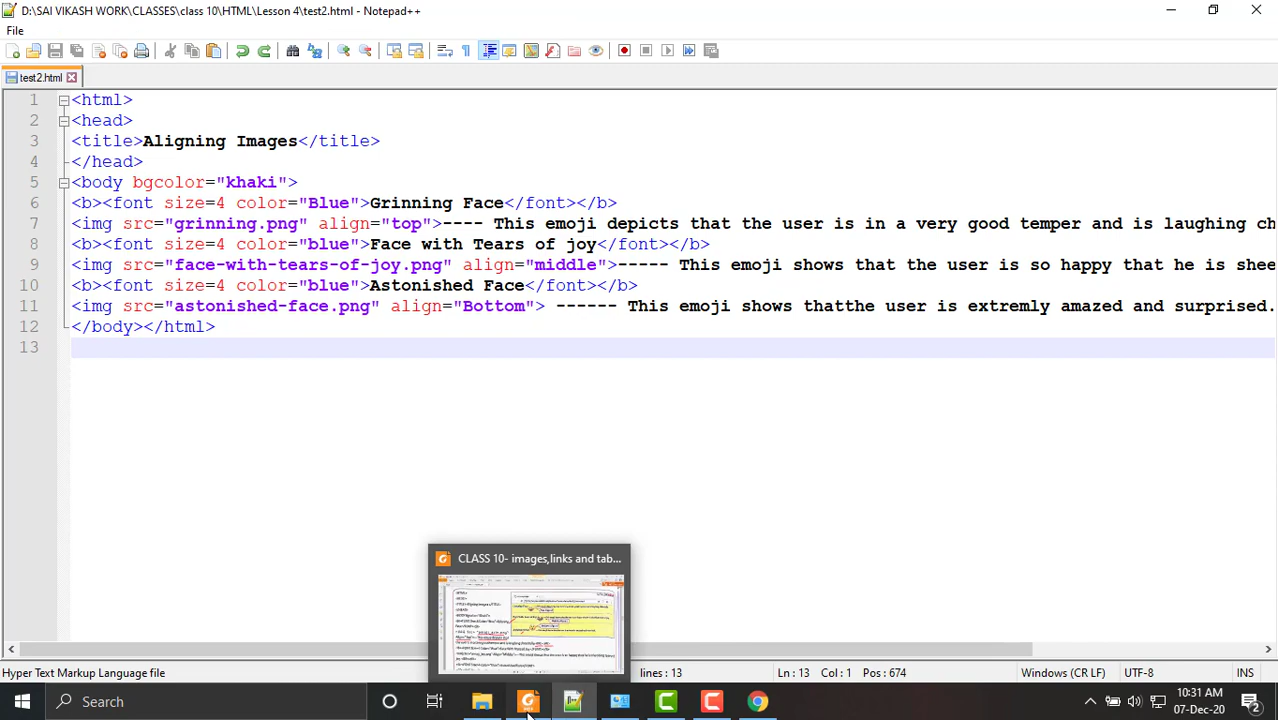 D:\SAI VIKASH WORK\CLASSES\class 10\HTML\Lesson 4\test2.html - Notepad++
File
test2.html
1 <html>
2 <head>
3 <title>Aligning Images</title>
4 </head>
5 <body bgcolor="khaki">
6 <b><font size=4 color="Blue">Grinning Face</font></b>
7 <img src="grinning.png" align="top">---- This emoji depicts that the user is in a very good temper and is laughing ch
8 <b><font size=4 color="blue">Face with Tears of joy</font></b>
9 <img src="face-with-tears-of-joy.png" align="middle">----- This emoji shows that the user is so happy that he is shee
10 <b><font size=4 color="blue">Astonished Face</font></b>
11 <img src="astonished-face.png" align="Bottom"> ------ This emoji shows thatthe user is extremly amazed and surprised.
12 </body></html>
13
CLASS 10- images,links and tab...
Hyper Text Markup Language file
lines : 13
Ln : 13 Col : 1 Pos : 674
Windows (CR LF)
UTF-8
INS
Search
10:31 AM
07-Dec-20
2